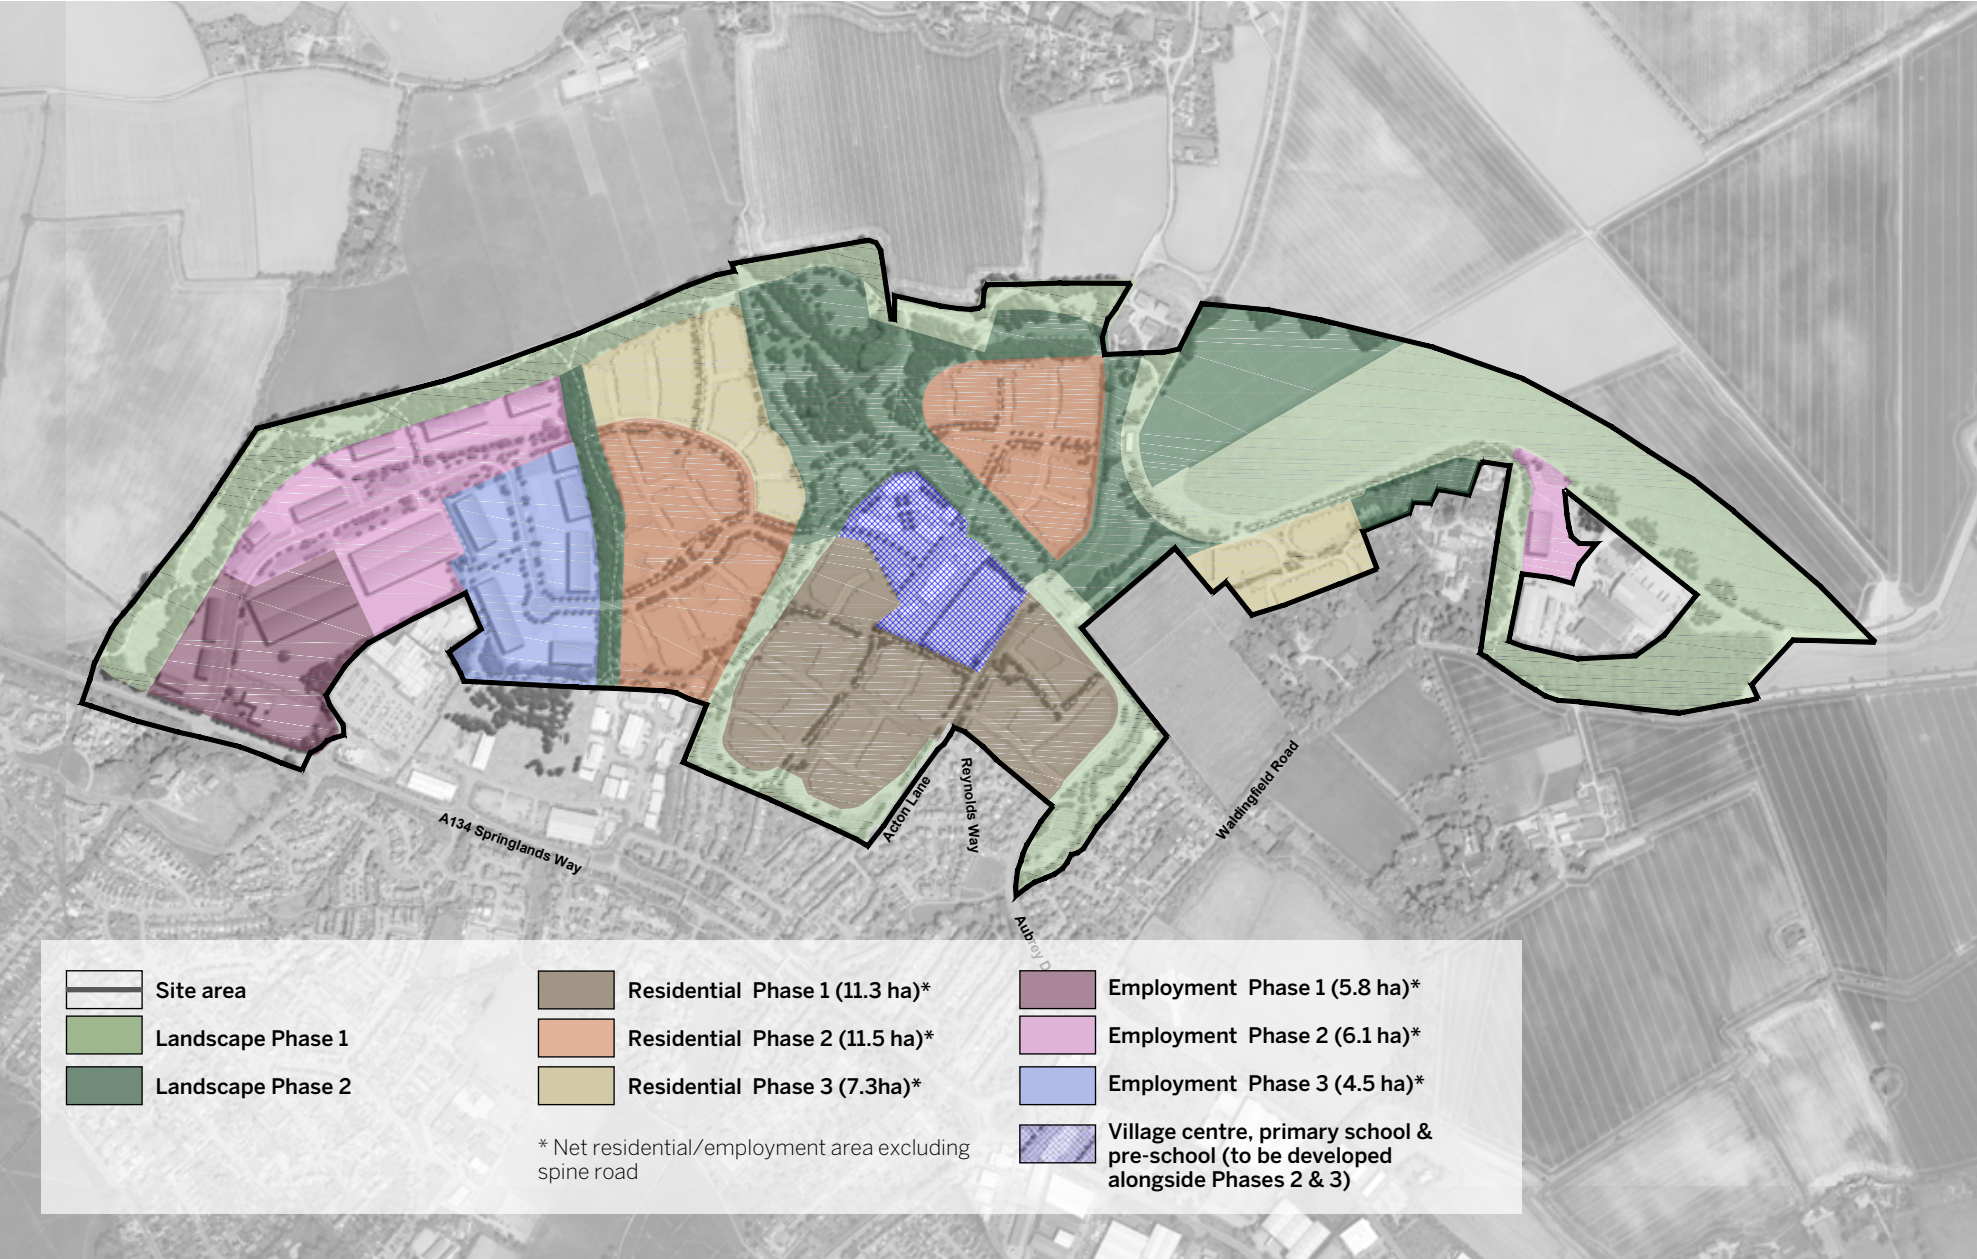 Acton Lane
Reynolds Way
Waldingfield Road
A134 Springlands Way
Aubrey D
Site area
Landscape Phase 1
Landscape Phase 2
Residential Phase 1 (11.3 ha)*
Residential Phase 2 (11.5 ha)*
Residential Phase 3 (7.3ha)*
* Net residential/employment area excluding
spine road
Employment Phase 1 (5.8 ha)*
Employment Phase 2 (6.1 ha)*
Employment Phase 3 (4.5 ha)*
Village centre, primary school &
pre-school (to be developed
alongside Phases 2 & 3)